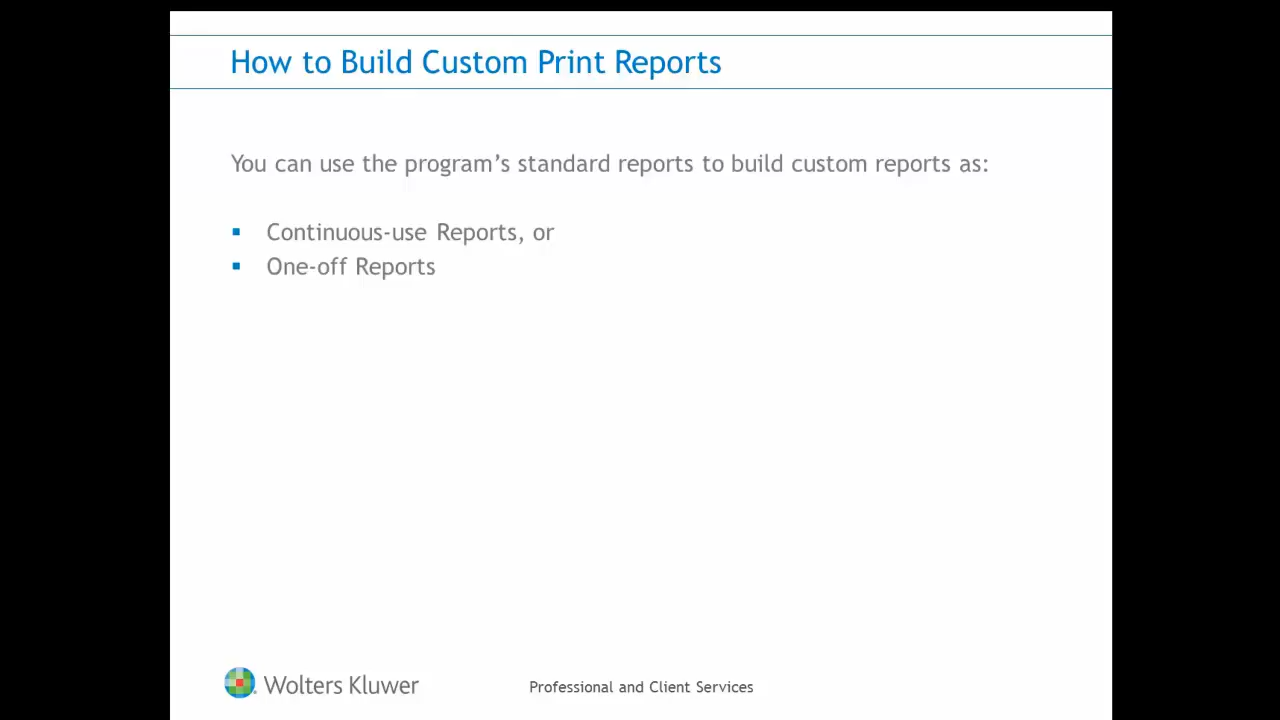 How to Build Custom Print Reports
You can use the program's standard reports to build custom reports as:
▪ Continuous-use Reports, or
▪ One-off Reports
Wolters Kluwer
Professional and Client Services